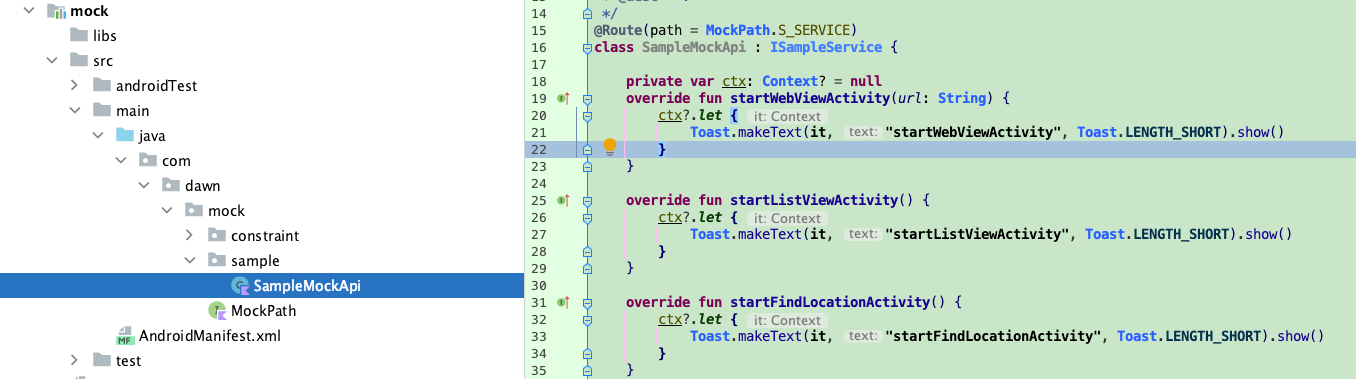 mock
libs
src
androidTest
main
java
com
dawn
mock
constraint
sample
SampleMockApi
MockPath
MF AndroidManifest.xml
test
14 */
15 @Route(path = MockPath.S_SERVICE)
16 class SampleMockApi : ISampleService {
17
18 private var ctx: Context? = null
19 override fun startWebViewActivity(url: String) {
20 ctx?.let { it: Context
21 Toast.makeText(it, text: "startWebViewActivity", Toast.LENGTH_SHORT).show()
22 }
23 }
24
25 override fun startListViewActivity() {
26 ctx?.let { it: Context
27 Toast.makeText(it, text: "startListViewActivity", Toast.LENGTH_SHORT).show()
28 }
29 }
30
31 override fun startFindLocationActivity() {
32 ctx?.let { it: Context
33 Toast.makeText(it, text: "startFindLocationActivity", Toast.LENGTH_SHORT).show()
34 }
35 }